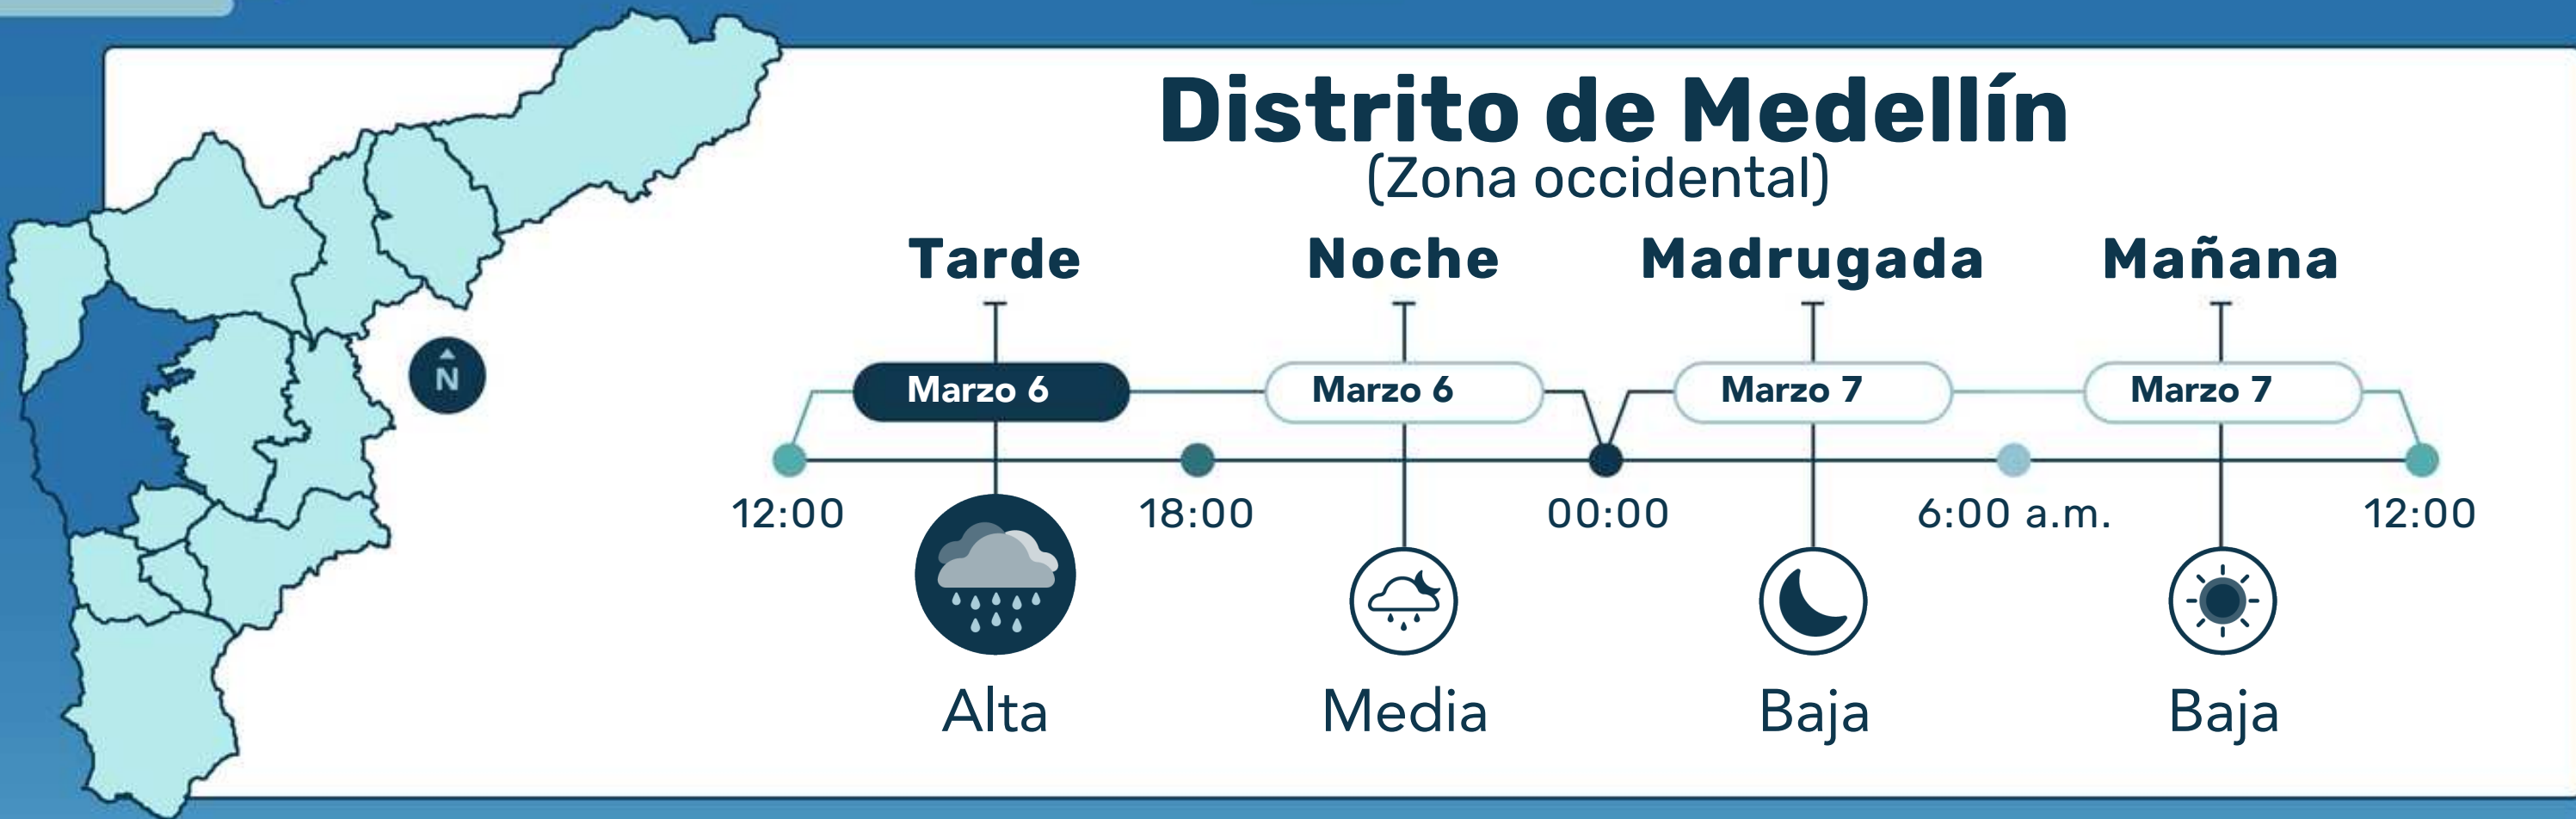 Distrito de Medellín
(Zona occidental)
Tarde Noche Madrugada Mañana
Marzo 6 Marzo 6 Marzo 7 Marzo 7
N
12:00 18:00 00:00 6:00 a.m. 12:00
Alta Media Baja Baja